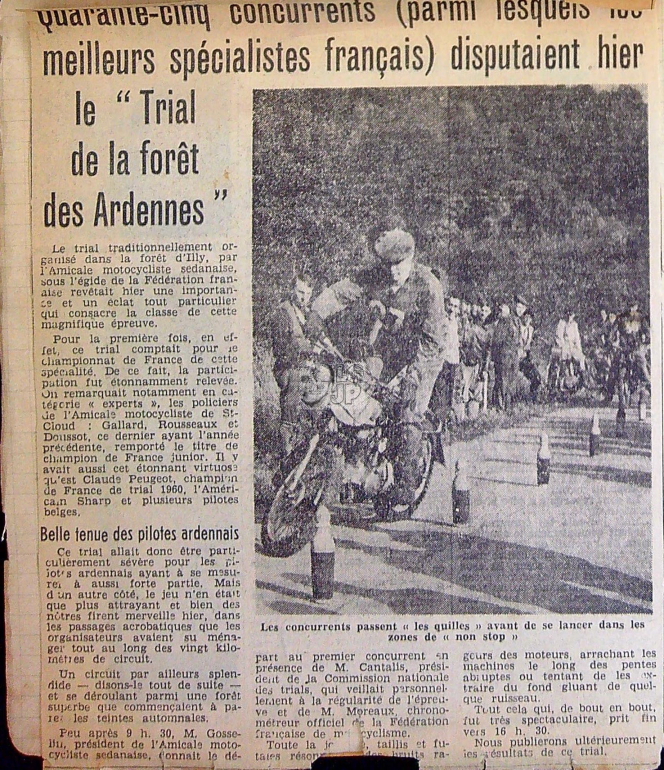 Quarante-cinq concurrents (parmi lesquels
meilleurs spécialistes français) disputaient hier
le “ Trial
de la forêt
des Ardennes ”
Le trial traditionnellement or-
ganisé dans la forêt d'Illy, par
l'Amicale motocycliste sedanaise,
sous l'égide de la Fédération fran-
aise revêtait hier une importan-
ce et un éclat tout particulier
qui consacre la classe de cette
magnifique épreuve.
Pour la première fois, en ef-
fet, ce trial comptait pour le
championnat de France de cette
spécialité. De ce fait, la partici-
pation fut étonnamment relevée.
On remarquait notamment en ca-
tégorie « experts », les policiers
de l'Amicale motocycliste de St-
Cloud : Gallard, Rousseaux et
Doussot, ce dernier ayant l'année
précédente, remporté le titre de
champion de France junior. Il y
avait aussi cet étonnant virtuose
qu'est Claude Peugeot, champion
de France de trial 1960, l'Améri-
cain Sharp et plusieurs pilotes
belges.
Belle tenue des pilotes ardennais
Ce trial allait donc être parti-
culièrement sévère pour les pi-
lotes ardennais ayant à se mesu-
rer à aussi forte partie. Mais
d'un autre côté, le jeu n'en était
que plus attrayant et bien des
nôtres firent merveille hier, dans
les passages acrobatiques que les
organisateurs avaient su ména-
ger tout au long des vingt kilo-
mètres de circuit.
Un circuit par ailleurs splen-
dide — disons-le tout de suite —
et se déroulant parmi une forêt
superbe que commençaient à pa-
rer les teintes automnales.
Peu après 9 h. 30, M. Gosse-
lin, président de l'Amicale moto-
cycliste sedanaise, donnait le dé-
Les concurrents passent « les quilles » avant de se lancer dans les
zones de « non stop »
part au premier concurrent en
présence de M. Cantalis, prési-
dent de la Commission nationale
des trials, qui veillait personnel-
lement à la régularité de l'épreu-
ve et de M. Moreaux, chrono-
métreur officiel de la Fédération
française de motocyclisme.
Toute la taillis et fu-
taies des bruits ra-
geurs des moteurs, arrachant les
machines le long des pentes
abruptes ou tentant de les ex-
traire du fond gluant de quel-
que ruisseau.
Tout cela qui, de bout en bout,
fut très spectaculaire, prit fin
vers 16 h. 30.
Nous publierons ultérieurement
les résultats de ce trial.